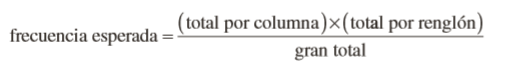 frecuencia esperada = (total por columna)×(total por renglón)
gran total